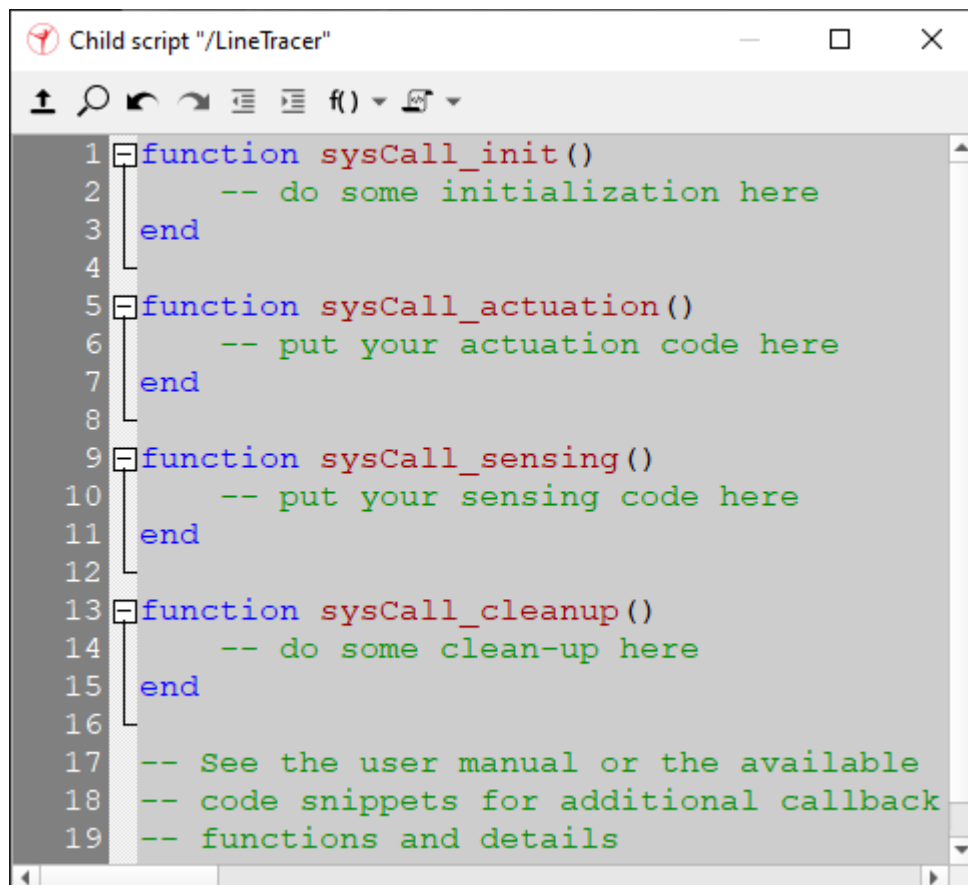 Child script "/LineTracer"
f()
1 function sysCall_init()
2 -- do some initialization here
3 end
4
5 function sysCall_actuation()
6 -- put your actuation code here
7 end
8
9 function sysCall_sensing()
10 -- put your sensing code here
11 end
12
13 function sysCall_cleanup()
14 -- do some clean-up here
15 end
16
17 -- See the user manual or the available
18 -- code snippets for additional callback
19 -- functions and details